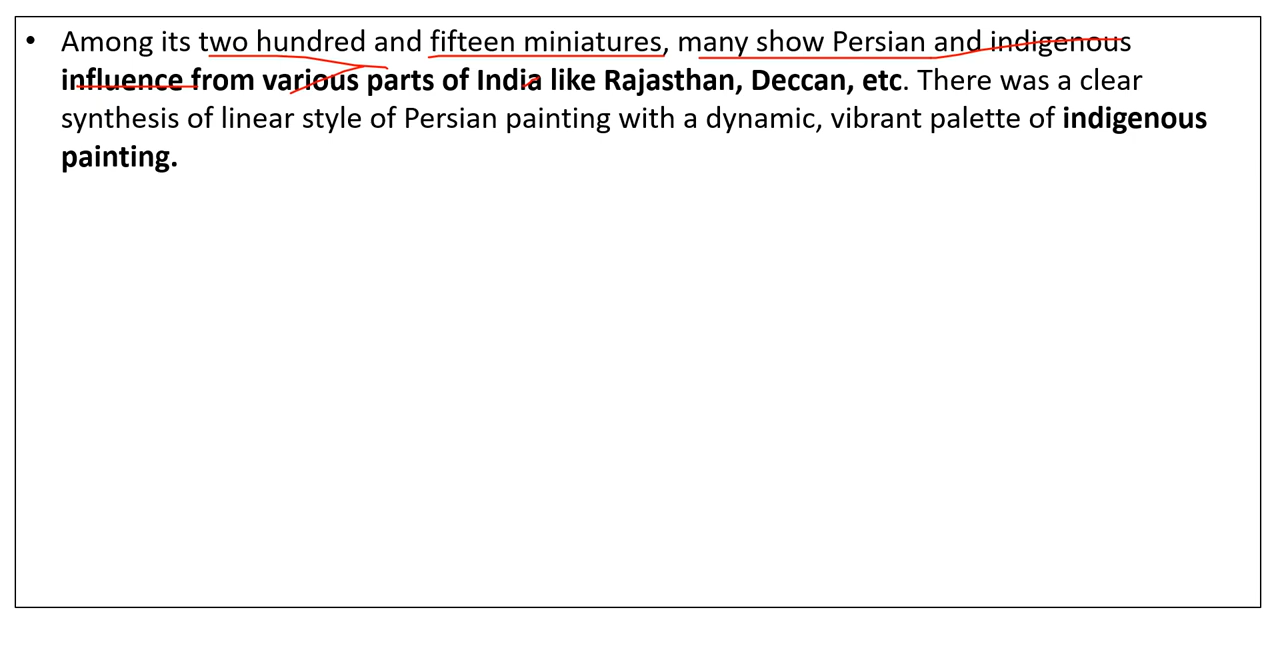 • Among its two hundred and fifteen miniatures, many show Persian and indigenous
influence from various parts of India like Rajasthan, Deccan, etc. There was a clear
synthesis of linear style of Persian painting with a dynamic, vibrant palette of indigenous
painting.